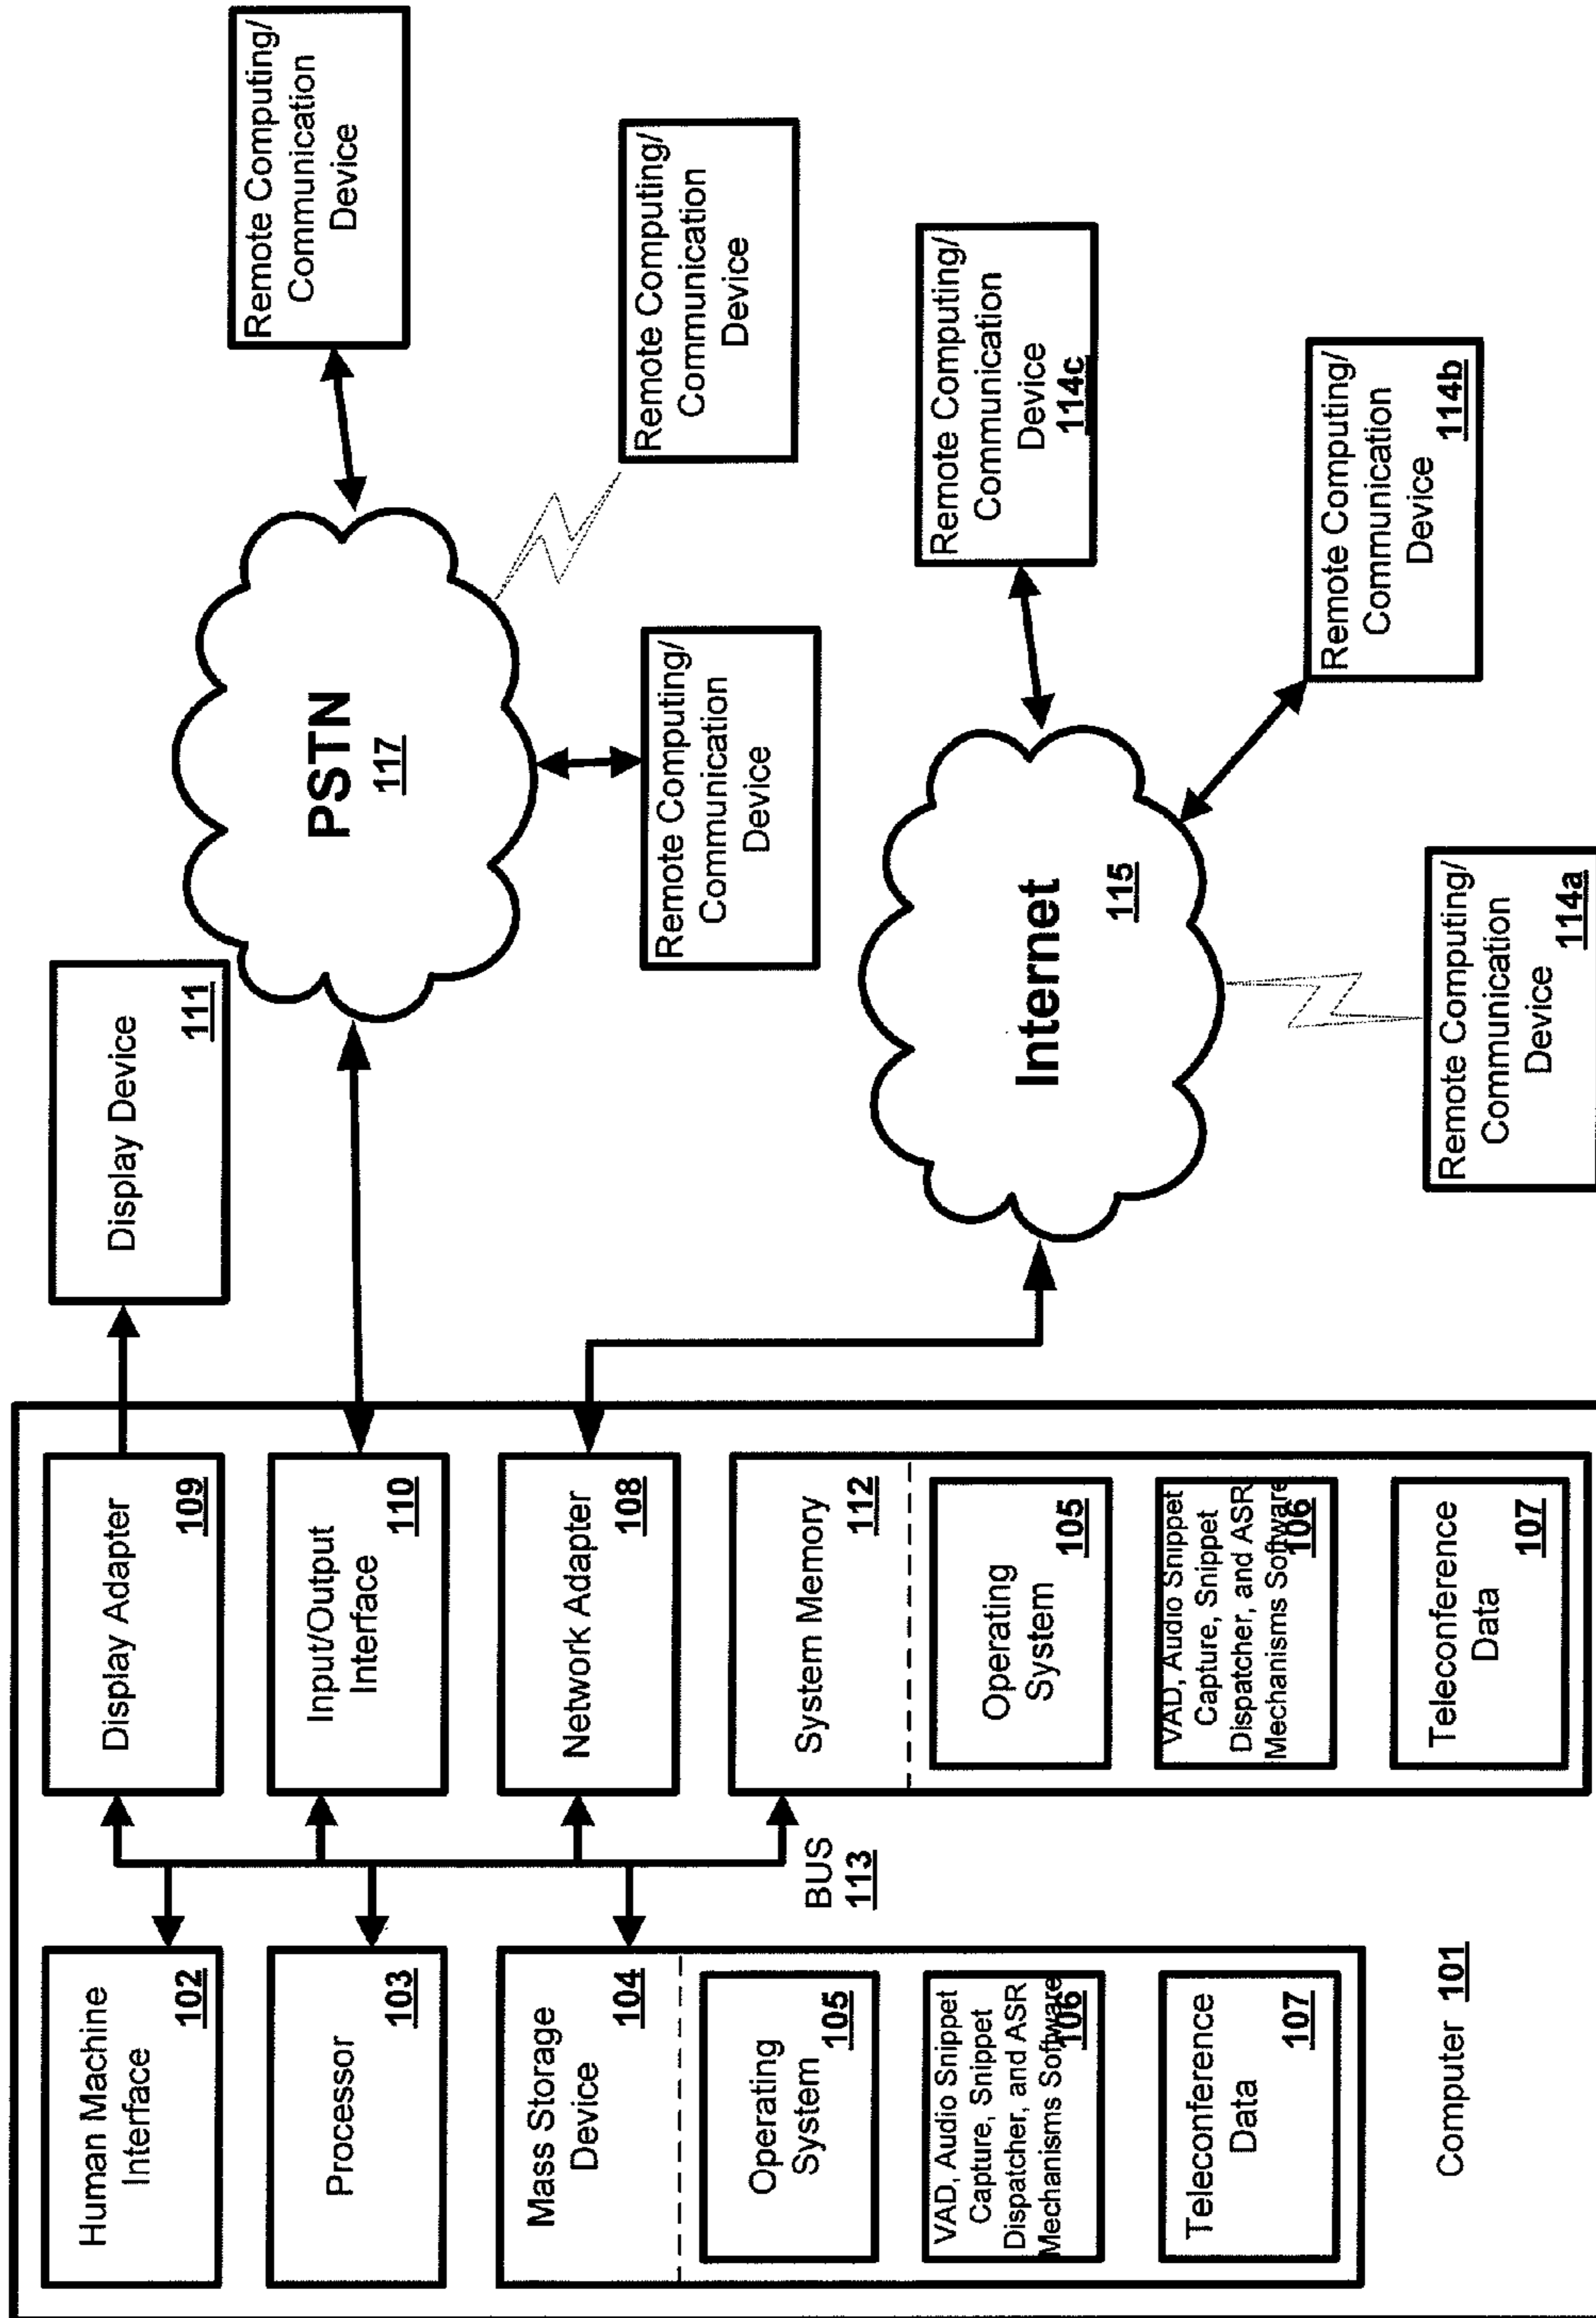 Human Machine
Interface
102
Processor
103
Mass Storage
Device
104
Operating
System
105
VAD, Audio Snippet
Capture, Snippet
Dispatcher, and ASR
Mechanisms Software
106
Teleconference
Data
107
Computer 101
BUS
113
Display Adapter
109
Input/Output
Interface
110
Network Adapter
108
System Memory
112
Operating
System
105
VAD, Audio Snippet
Capture, Snippet
Dispatcher, and ASR
Mechanisms Software
106
Teleconference
Data
107
Display Device
111
PSTN
117
Remote Computing/
Communication
Device
Remote Computing/
Communication
Device
Remote Computing/
Communication
Device
Internet
115
Remote Computing/
Communication
Device
114c
Remote Computing/
Communication
Device
114b
Remote Computing/
Communication
Device
114a